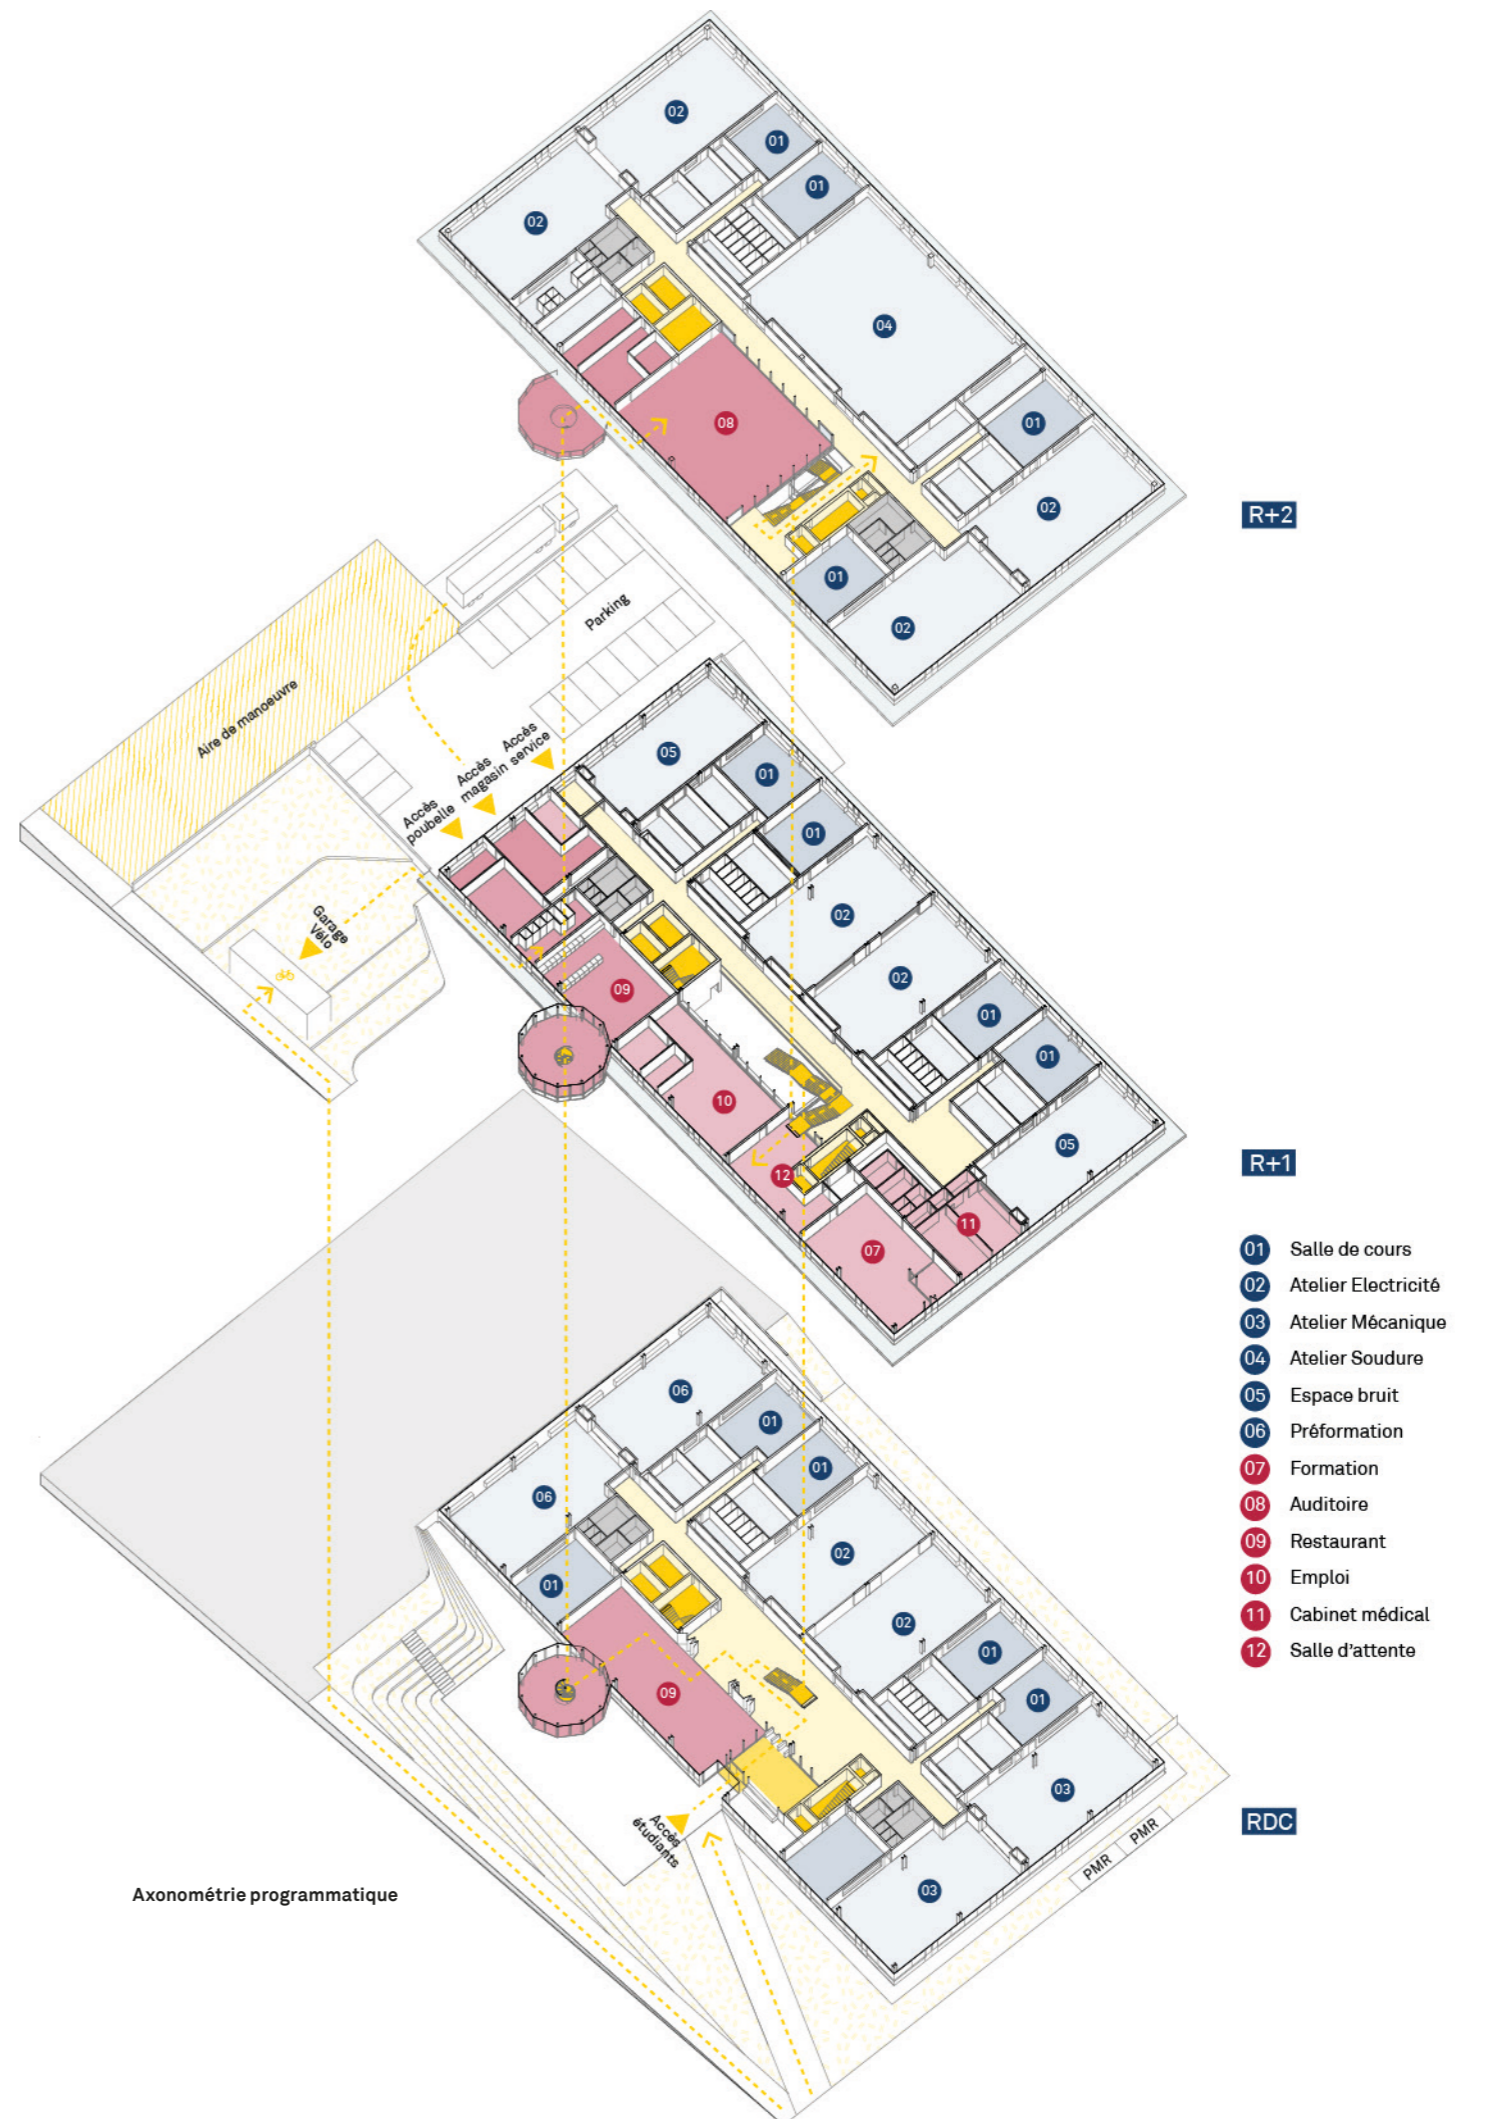 02
01
01
02
04
08
01
02
01
02
R+2
Parking
Aire de manoeuvre
Accès
service
Accès
magasin
Accès
poubelle
Garage
Vélo
05
01
01
02
02
09
01
01
10
05
12
11
07
R+1
01 Salle de cours
02 Atelier Electricité
03 Atelier Mécanique
04 Atelier Soudure
05 Espace bruit
06 Préformation
07 Formation
08 Auditoire
09 Restaurant
10 Emploi
11 Cabinet médical
12 Salle d'attente
06
01
01
06
02
01
02
01
09
01
03
Accès
étudiants
RDC
PMR
PMR
03
Axonométrie programmatique